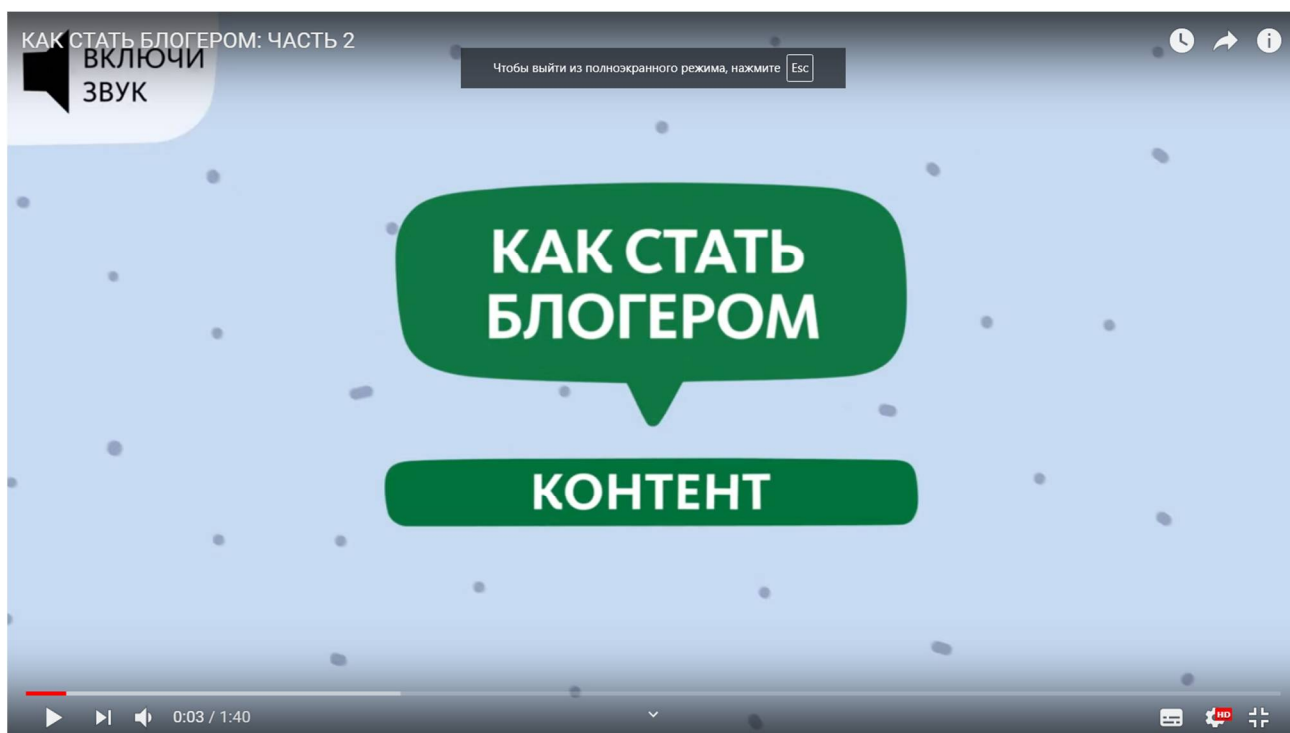 КАК СТАТЬ БЛОГЕРОМ: ЧАСТЬ 2
ВКЛЮЧИ
ЗВУК
Чтобы выйти из полноэкранного режима, нажмите Esc
КАК СТАТЬ
БЛОГЕРОМ
КОНТЕНТ
0:03 / 1:40
HD